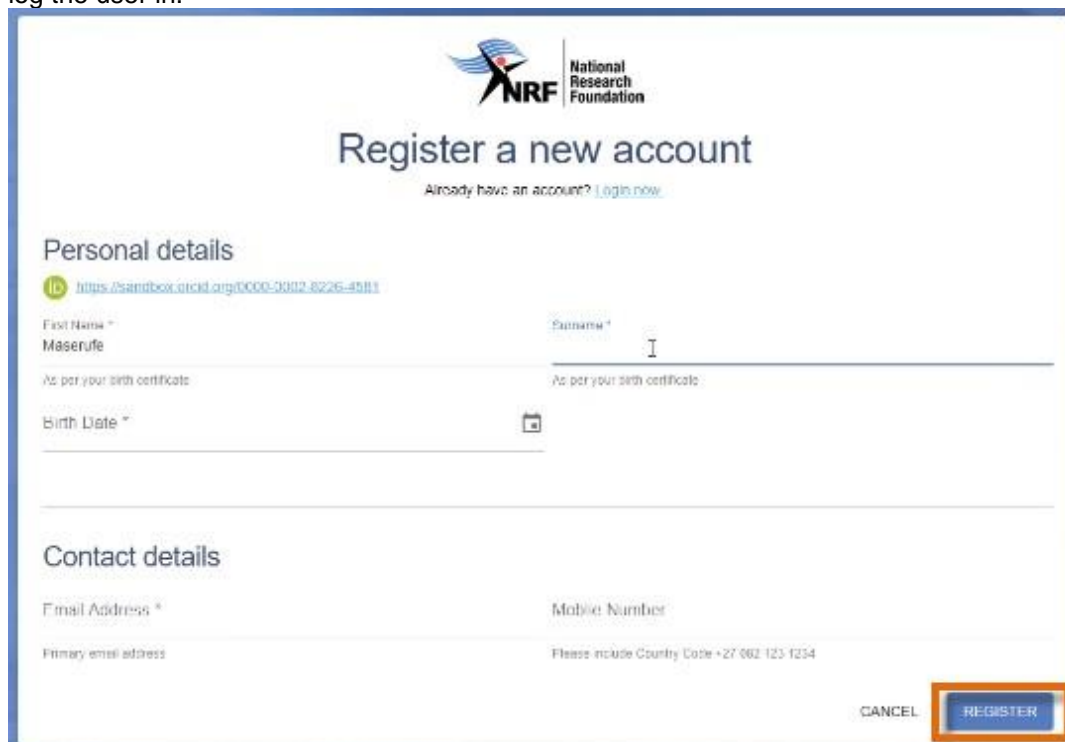 log the user in.
NRF National Research Foundation
Register a new account
Already have an account? Login now.
Personal details
iD https://sandbox.orcid.org/0000-0002-8226-4581
First Name * Surname *
Maserufe
As per your birth certificate As per your birth certificate
Birth Date *
Contact details
Email Address * Mobile Number
Primary email address Please include Country Code +27 082 123 1234
CANCEL REGISTER